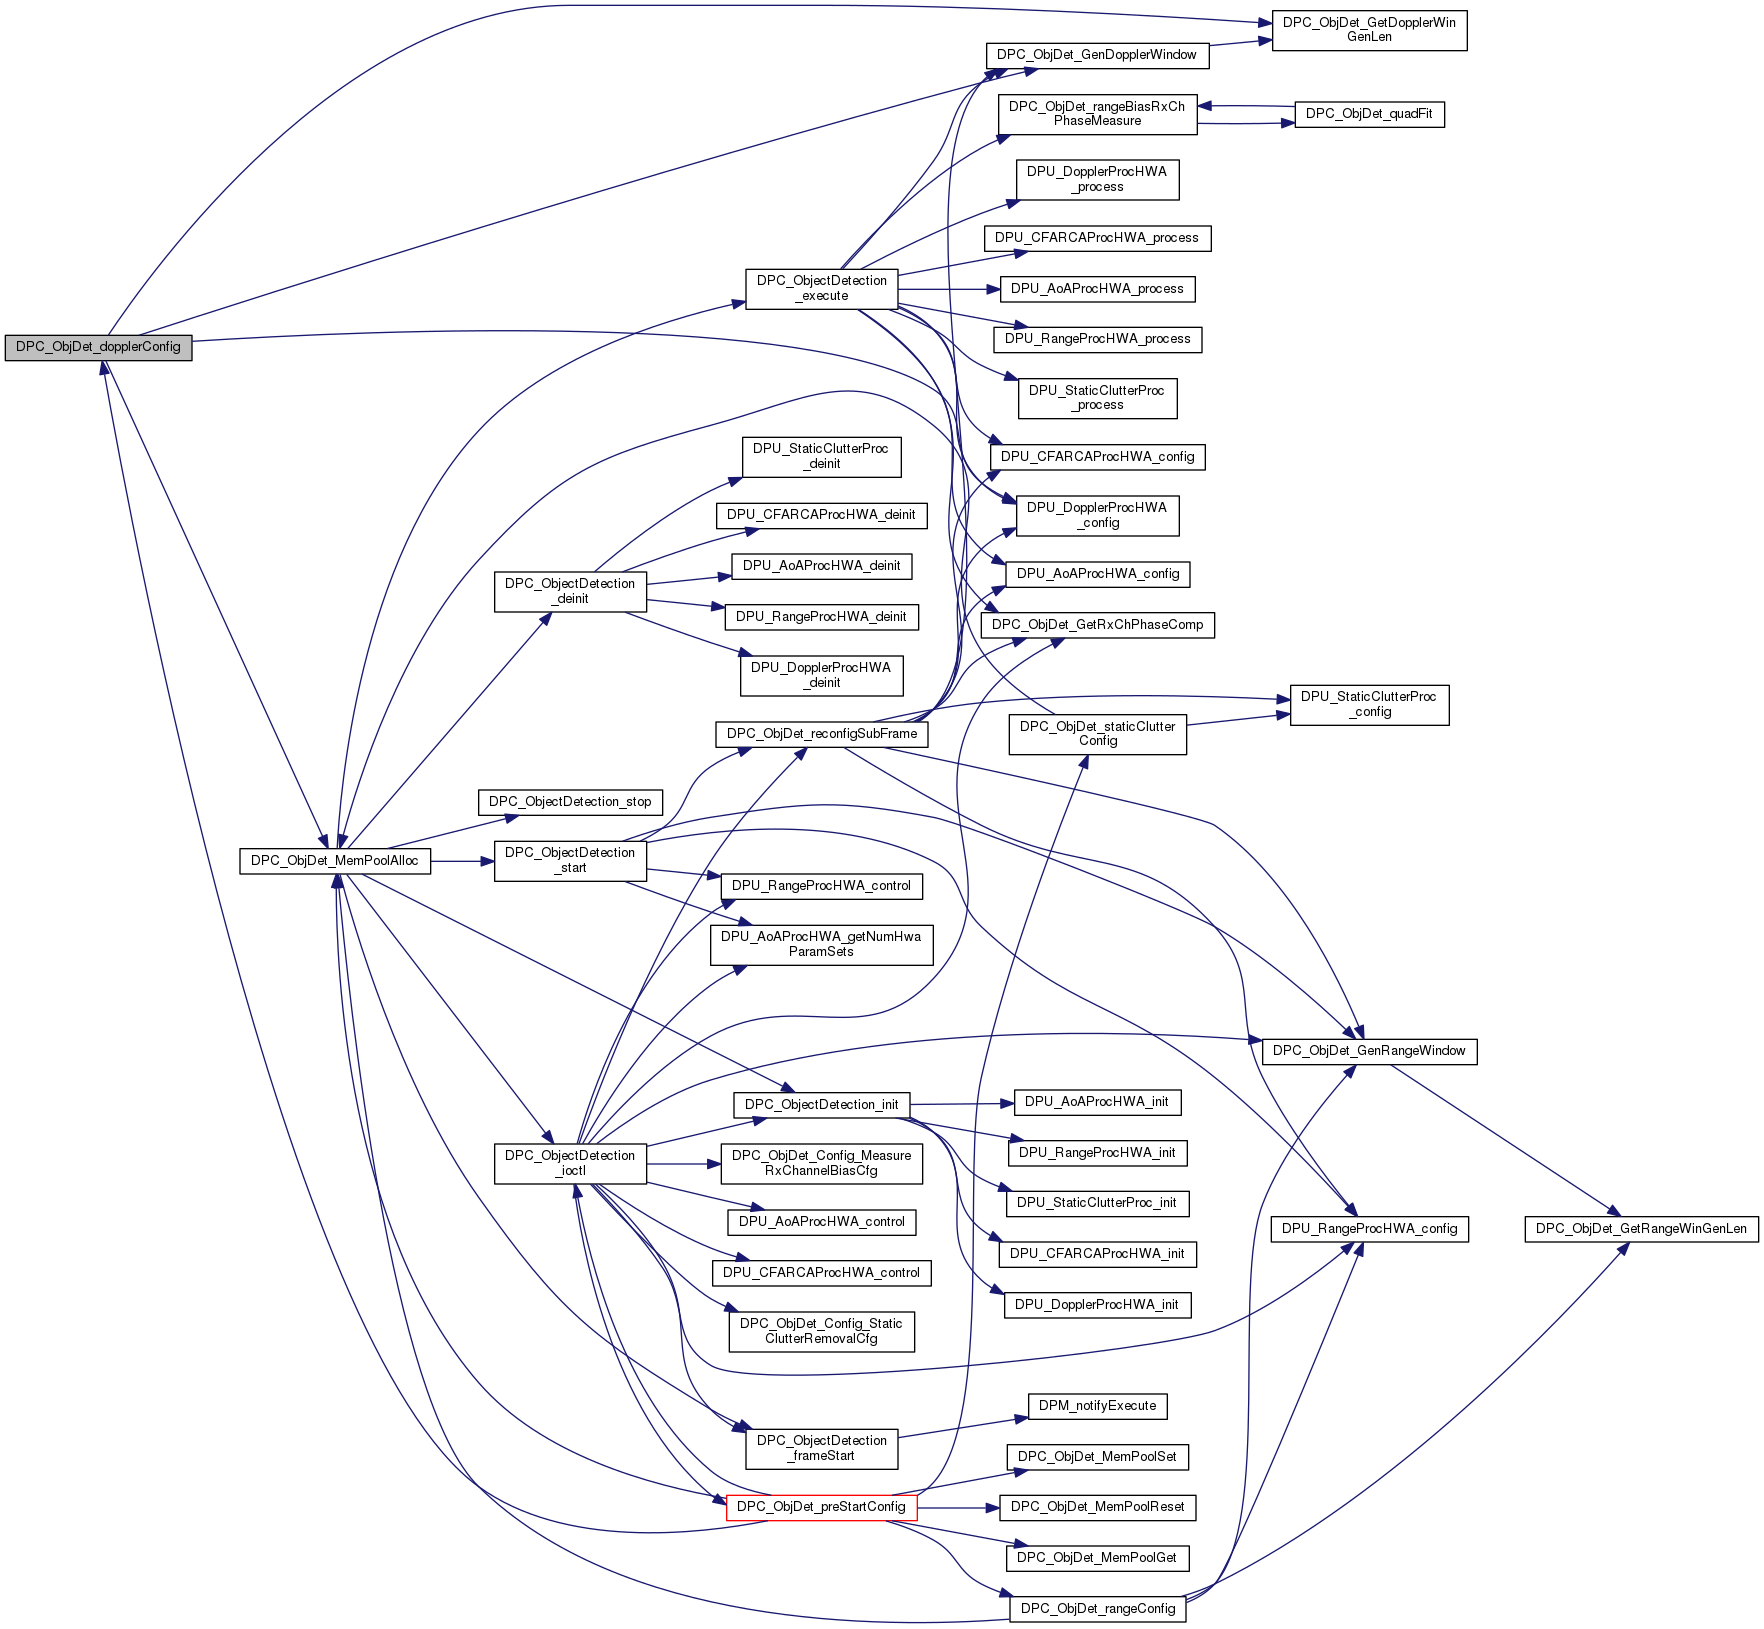 DPC_ObjDet_GetDopplerWin
GenLen
DPC_ObjDet_GenDopplerWindow
DPC_ObjDet_rangeBiasRxCh
PhaseMeasure
DPC_ObjDet_quadFit
DPU_DopplerProcHWA
_process
DPU_CFARCAProcHWA_process
DPC_ObjectDetection
_execute
DPU_AoAProcHWA_process
DPU_RangeProcHWA_process
DPC_ObjDet_dopplerConfig
DPU_StaticClutterProc
_process
DPU_StaticClutterProc
_deinit
DPU_CFARCAProcHWA_config
DPU_CFARCAProcHWA_deinit
DPU_DopplerProcHWA
_config
DPU_AoAProcHWA_deinit
DPU_AoAProcHWA_config
DPC_ObjectDetection
_deinit
DPU_RangeProcHWA_deinit
DPC_ObjDet_GetRxChPhaseComp
DPU_DopplerProcHWA
_deinit
DPU_StaticClutterProc
_config
DPC_ObjDet_reconfigSubFrame
DPC_ObjDet_staticClutter
Config
DPC_ObjectDetection_stop
DPC_ObjDet_MemPoolAlloc
DPC_ObjectDetection
_start
DPU_RangeProcHWA_control
DPU_AoAProcHWA_getNumHwa
ParamSets
DPC_ObjDet_GenRangeWindow
DPC_ObjectDetection_init
DPU_AoAProcHWA_init
DPU_RangeProcHWA_init
DPC_ObjectDetection
_ioctl
DPC_ObjDet_Config_Measure
RxChannelBiasCfg
DPU_StaticClutterProc_init
DPU_AoAProcHWA_control
DPU_RangeProcHWA_config
DPC_ObjDet_GetRangeWinGenLen
DPU_CFARCAProcHWA_init
DPU_CFARCAProcHWA_control
DPU_DopplerProcHWA_init
DPC_ObjDet_Config_Static
ClutterRemovalCfg
DPM_notifyExecute
DPC_ObjectDetection
_frameStart
DPC_ObjDet_MemPoolSet
DPC_ObjDet_preStartConfig
DPC_ObjDet_MemPoolReset
DPC_ObjDet_MemPoolGet
DPC_ObjDet_rangeConfig